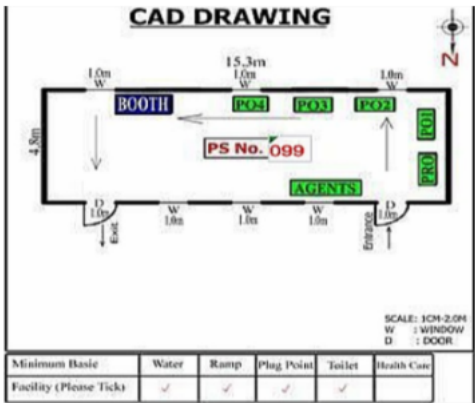 CAD DRAWING
N
15.3m
1.0m
W
1.0m
W
1.0m
W
BOOTH
PO4
PO3
PO2
PO1
4.8m
PS No. 099
PRO
AGENTS
D
1.0m
Exit
W
1.0m
W
1.0m
W
1.0m
Entrance
D
1.0m
SCALE: 1CM-2.0M
W : WINDOW
D : DOOR
Minimum Basic Water Ramp Plug Point Toilet Health Care
Facility (Please Tick) ✓ ✓ ✓ ✓